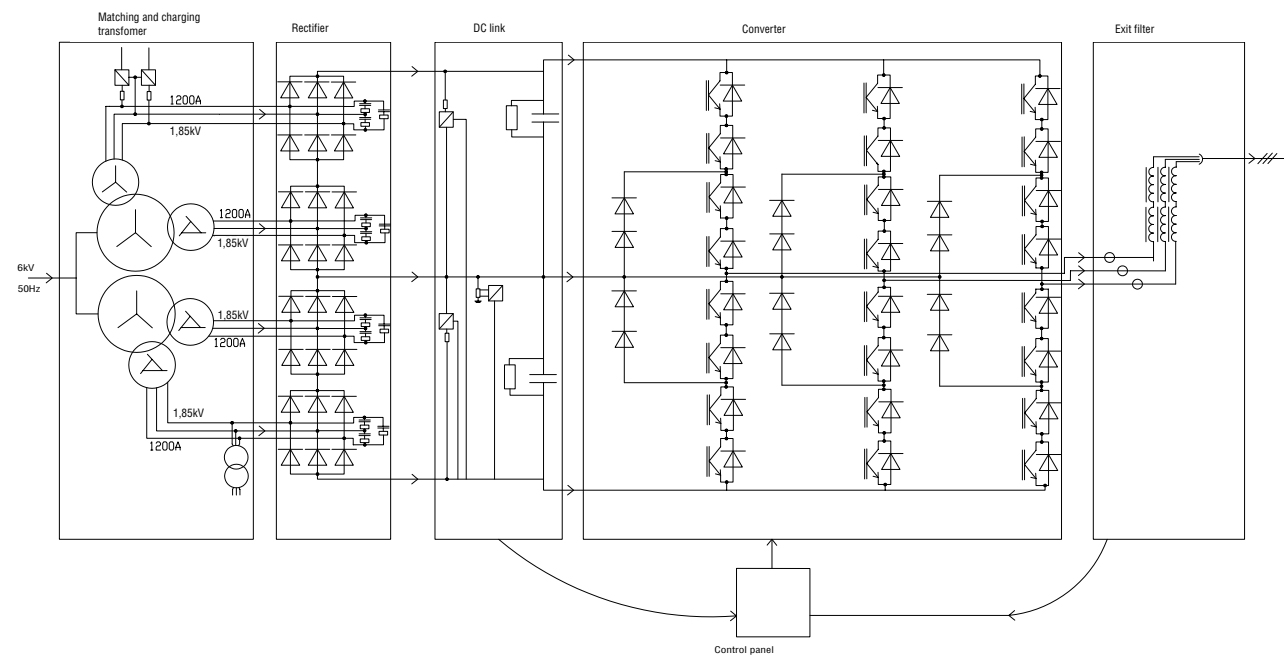 Matching and charging
transfomer
Rectifier
DC link
Converter
Exit filter
1200A
1,85kV
1200A
1,85kV
6kV
50Hz
1,85kV
1200A
1,85kV
1200A
Control panel